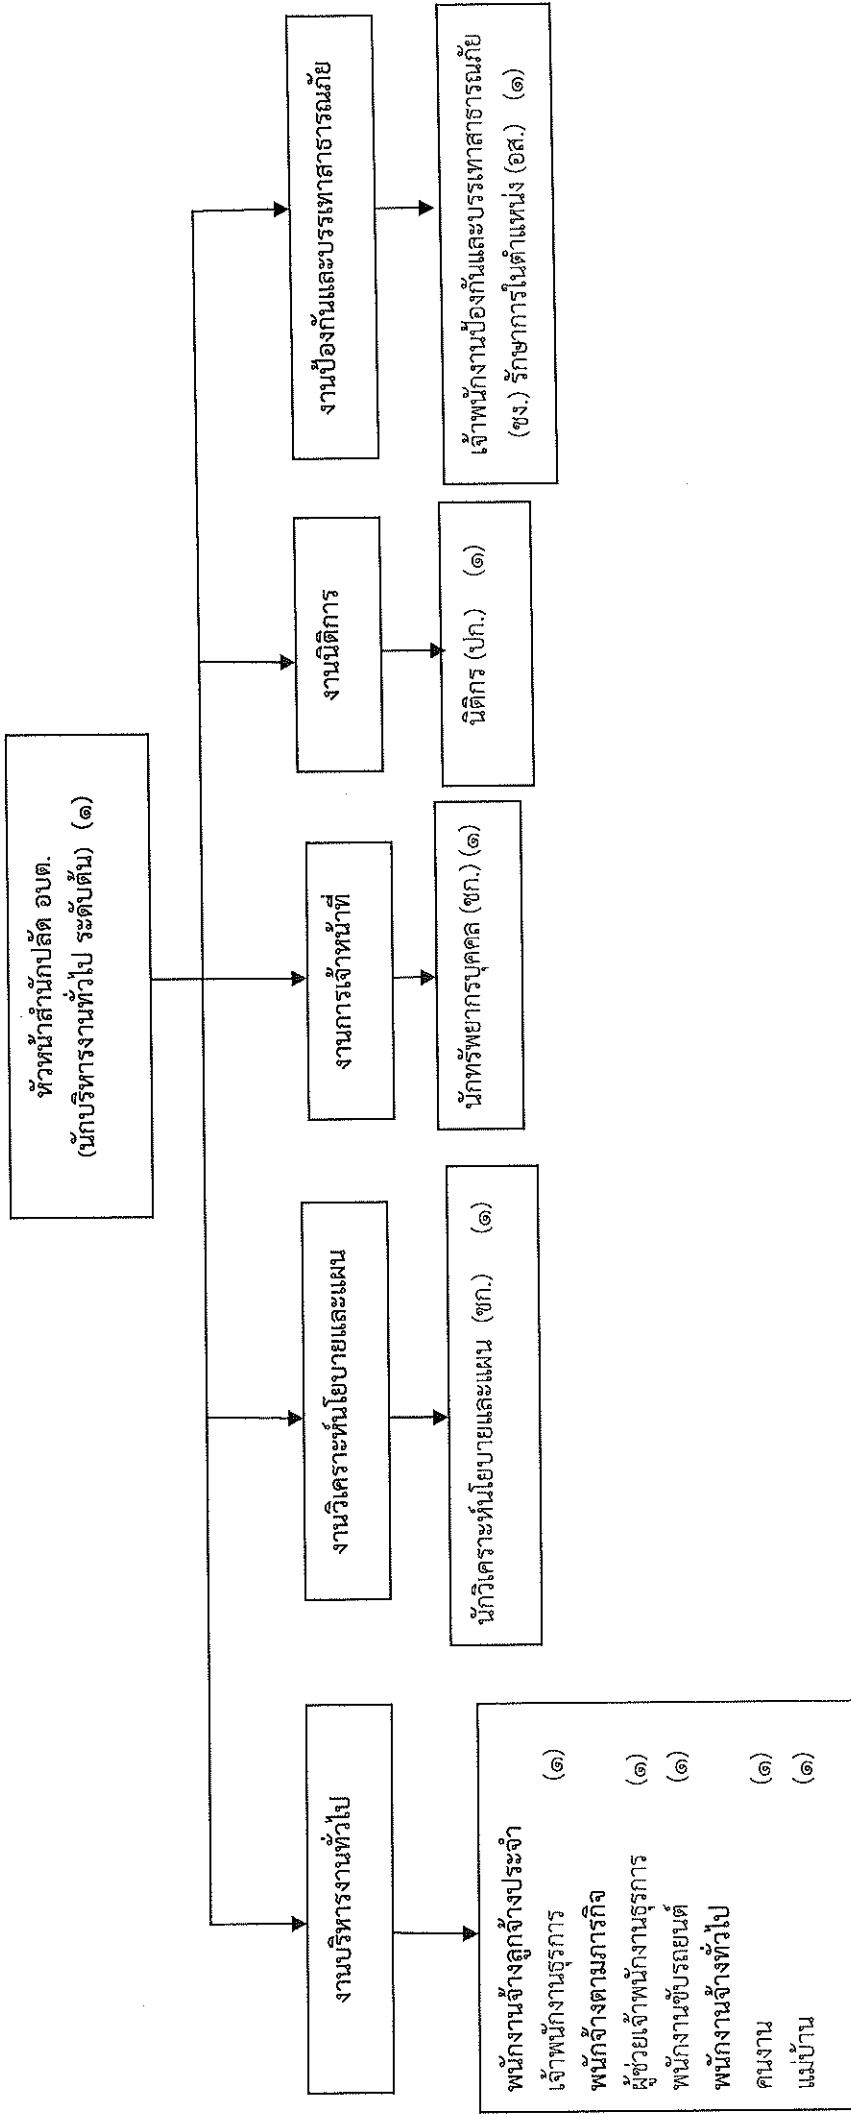 หัวหน้าสำนักปลัด อบต.
(นักบริหารงานทั่วไป ระดับต้น) (๑)
งานบริหารงานทั่วไป
งานวิเคราะห์นโยบายและแผน
งานการเจ้าหน้าที่
งานนิติการ
งานป้องกันและบรรเทาสาธารณภัย
พนักงานจ้างลูกจ้างประจำ
เจ้าพนักงานธุรการ (๑)
พนักจ้างตามภารกิจ
ผู้ช่วยเจ้าพนักงานธุรการ (๑)
พนักงานขับรถยนต์ (๑)
พนักงานจ้างทั่วไป
คนงาน (๑)
แม่บ้าน (๑)
นักวิเคราะห์นโยบายและแผน (ชก.) (๑)
นักทรัพยากรบุคคล (ชก.) (๑)
นิติกร (ปก.) (๑)
เจ้าพนักงานป้องกันและบรรเทาสาธารณภัย
(ชง.) รักษาการในตำแหน่ง (อส.) (๑)